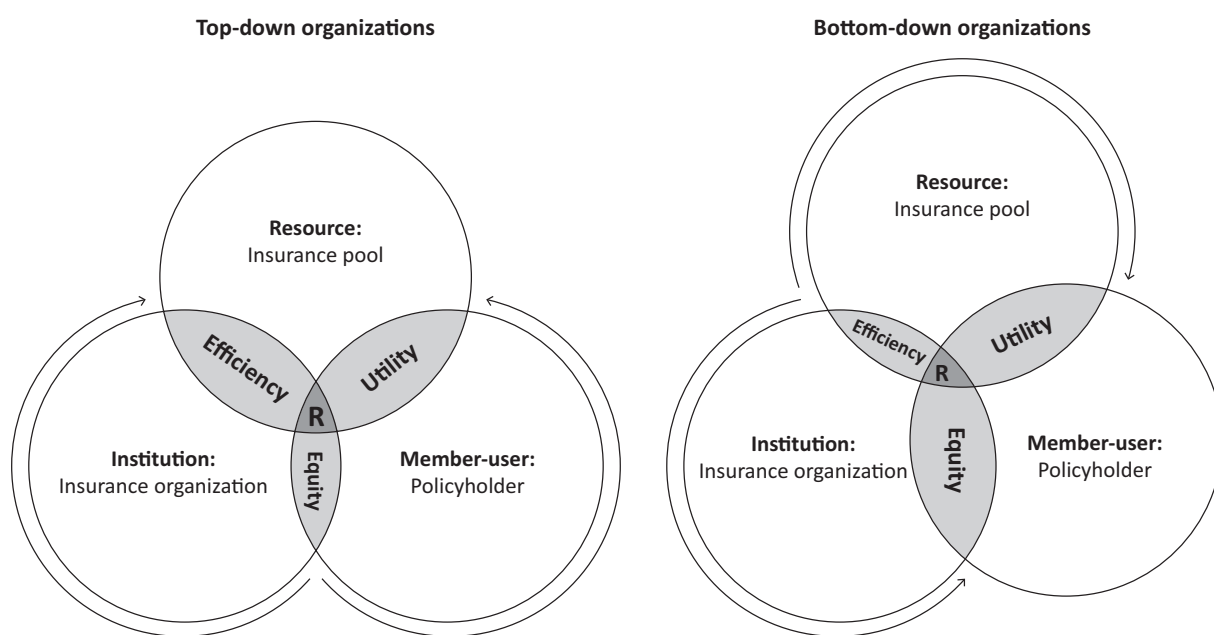 Top-down organizations
Resource:
Insurance pool
Efficiency
Utility
R
Institution:
Insurance organization
Equity
Member-user:
Policyholder
Bottom-down organizations
Resource:
Insurance pool
Efficiency
Utility
R
Institution:
Insurance organization
Equity
Member-user:
Policyholder